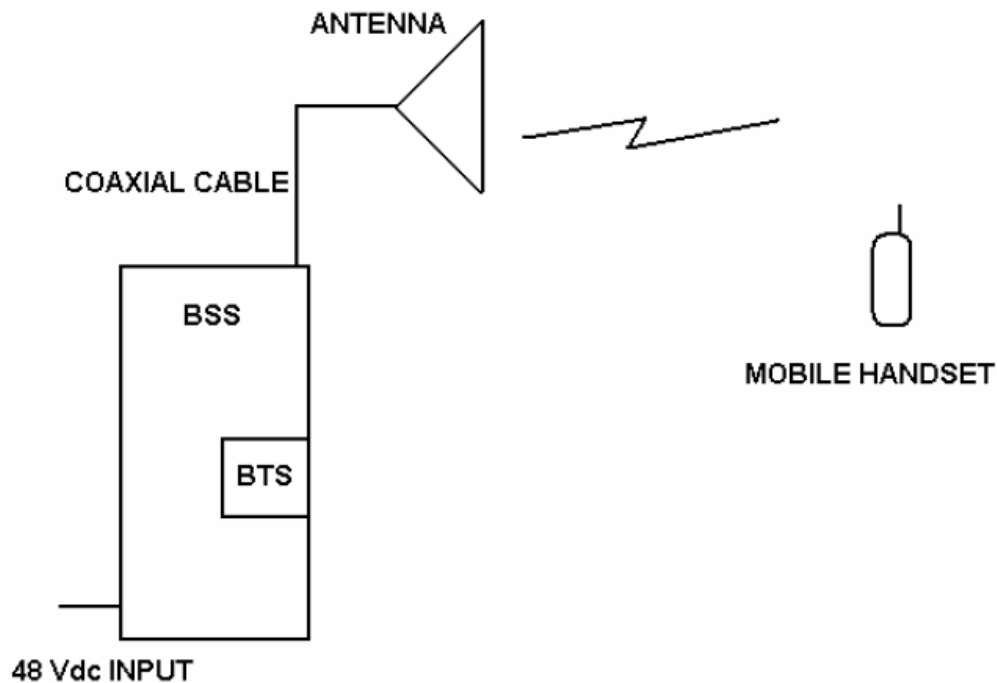 ANTENNA
COAXIAL CABLE
BSS
MOBILE HANDSET
BTS
48 Vdc INPUT